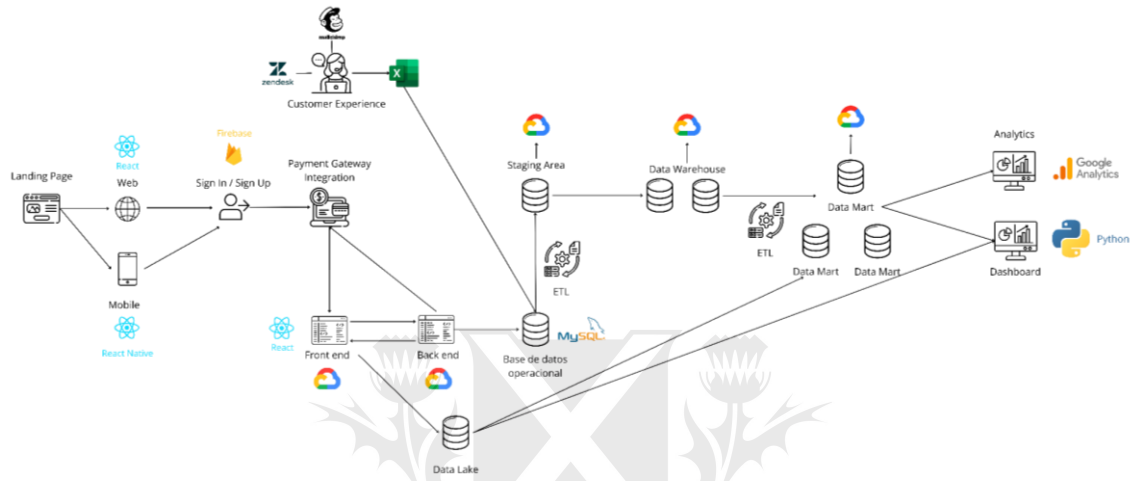 mailchimp
zendesk
Customer Experience
Landing Page
React
Web
Mobile
React Native
Firebase
Sign In / Sign Up
Payment Gateway
Integration
React
Front end
Back end
Data Lake
Base de datos
operacional
MySQL
ETL
Staging Area
Data Warehouse
ETL
Data Mart
Data Mart
Data Mart
Analytics
Google
Analytics
Dashboard
Python